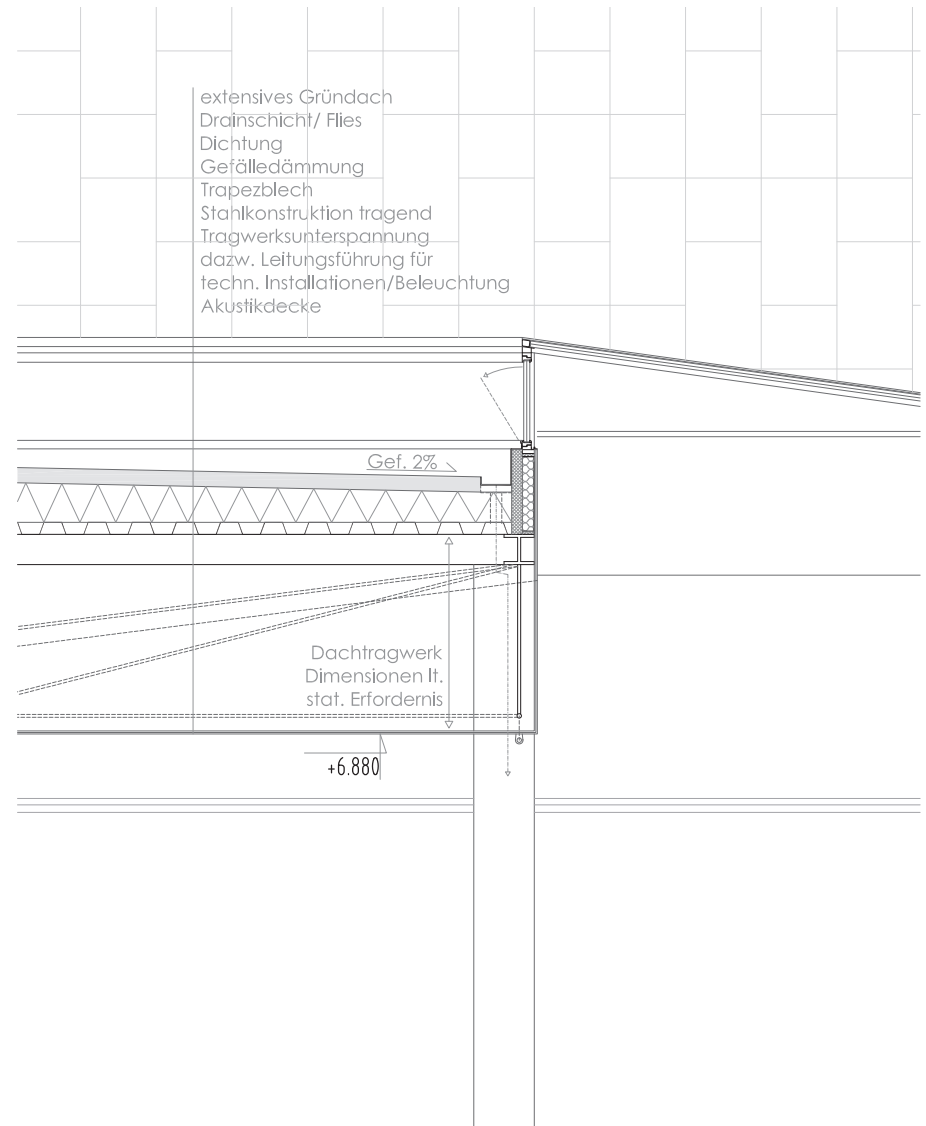 extensives Gründach
Drainschicht/ Flies
Dichtung
Gefälledämmung
Trapezblech
Stahlkonstruktion tragend
Tragwerksunterspannung
dazw. Leitungsführung für
techn. Installationen/Beleuchtung
Akustikdecke
Gef. 2%
Dachtragwerk
Dimensionen lt.
stat. Erfordernis
+6.880